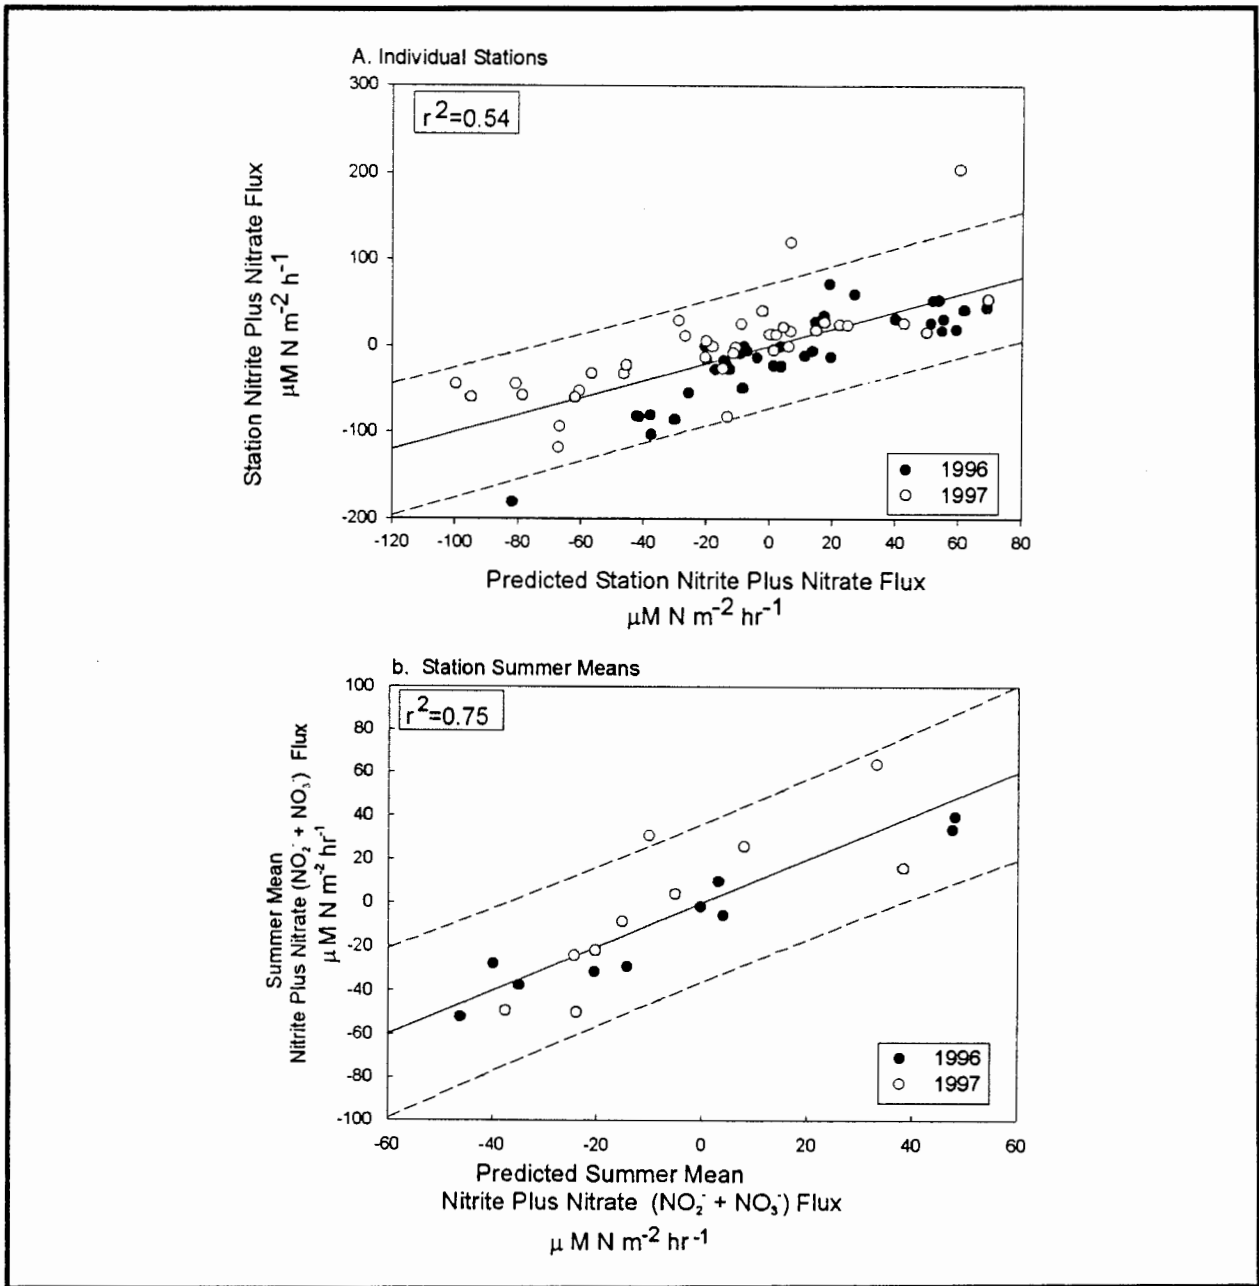 A. Individual Stations
r²=0.54
300
200
100
0
-100
-200
Station Nitrite Plus Nitrate Flux
μM N m⁻² h⁻¹
1996
1997
-120 -100 -80 -60 -40 -20 0 20 40 60 80
Predicted Station Nitrite Plus Nitrate Flux
μM N m⁻² hr⁻¹
b. Station Summer Means
r²=0.75
100
80
60
40
20
0
-20
-40
-60
-80
-100
Summer Mean
Nitrite Plus Nitrate (NO₂⁻ + NO₃⁻) Flux
μ M N m⁻² hr⁻¹
1996
1997
-60 -40 -20 0 20 40 60
Predicted Summer Mean
Nitrite Plus Nitrate (NO₂⁻ + NO₃⁻) Flux
μ M N m⁻² hr⁻¹